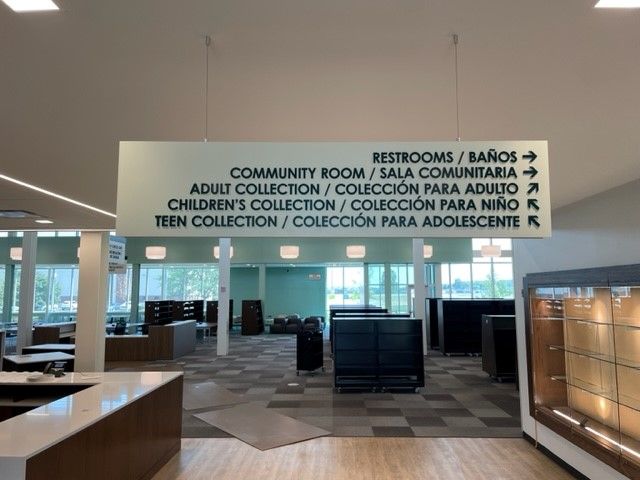 RESTROOMS / BAÑOS →
COMMUNITY ROOM / SALA COMUNITARIA →
ADULT COLLECTION / COLECCIÓN PARA ADULTO ↗
CHILDREN'S COLLECTION / COLECCIÓN PARA NIÑO ↖
TEEN COLLECTION / COLECCIÓN PARA ADOLESCENTE ↖